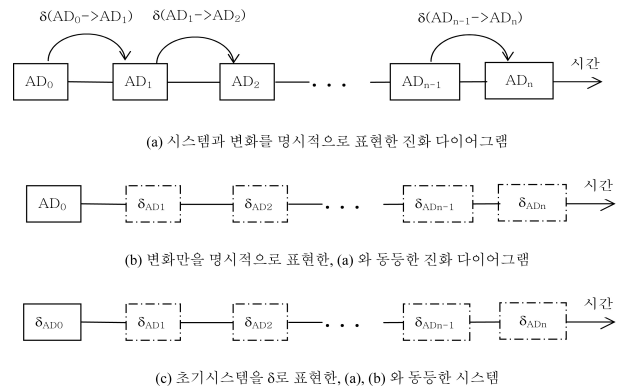 δ(AD₀->AD₁) δ(AD₁->AD₂) δ(ADₙ₋₁->ADₙ)
AD₀ AD₁ AD₂ . . . ADₙ₋₁ ADₙ 시간
(a) 시스템과 변화를 명시적으로 표현한 진화 다이어그램
AD₀ δAD1 δAD2 . . . δADn-1 δADn 시간
(b) 변화만을 명시적으로 표현한, (a) 와 동등한 진화 다이어그램
δAD0 δAD1 δAD2 . . . δADn-1 δADn 시간
(c) 초기시스템을 δ로 표현한, (a), (b) 와 동등한 시스템